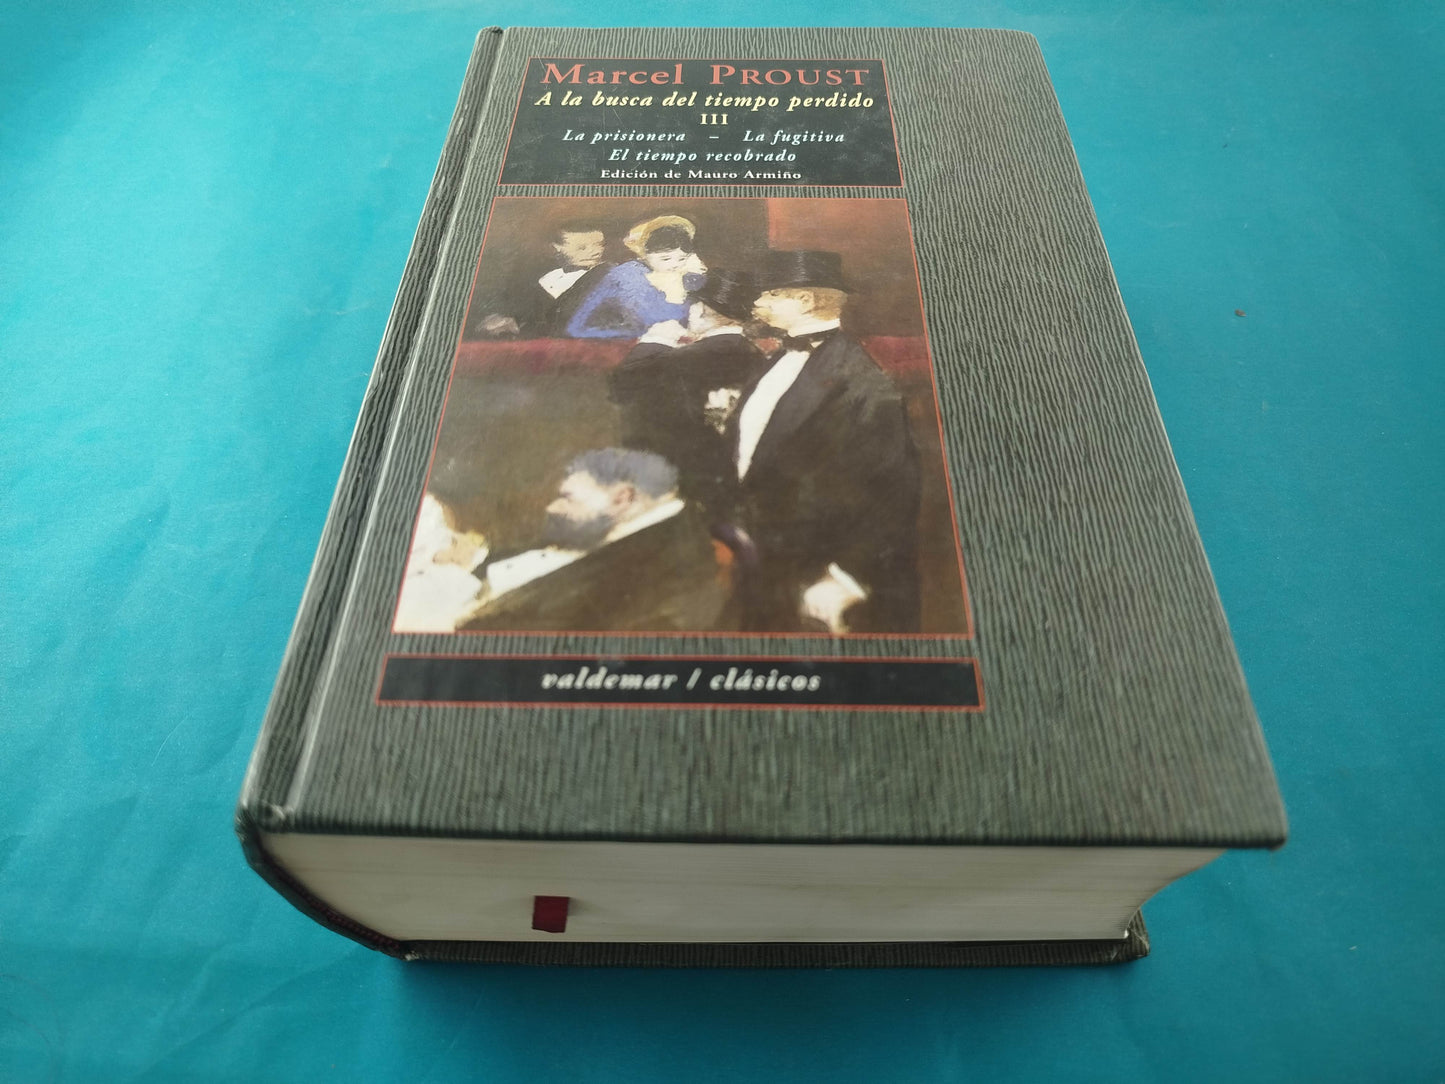 Marcel PROUST
A la busca del tiempo perdido
III
La prisionera – La fugitiva
El tiempo recobrado
Edición de Mauro Armiño
valdemar / clásicos